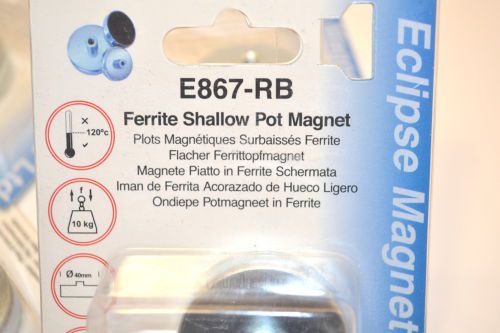 E867-RB
Ferrite Shallow Pot Magnet
Plots Magnétiques Surbaissés Ferrite
Flacher Ferrittopfmagnet
Magnete Piatto in Ferrite Schermata
Iman de Ferrita Acorazado de Hueco Ligero
Ondiepe Potmagneet in Ferrite
120°c
f
10 kg
Ø 40mm
Eclipse Magnet